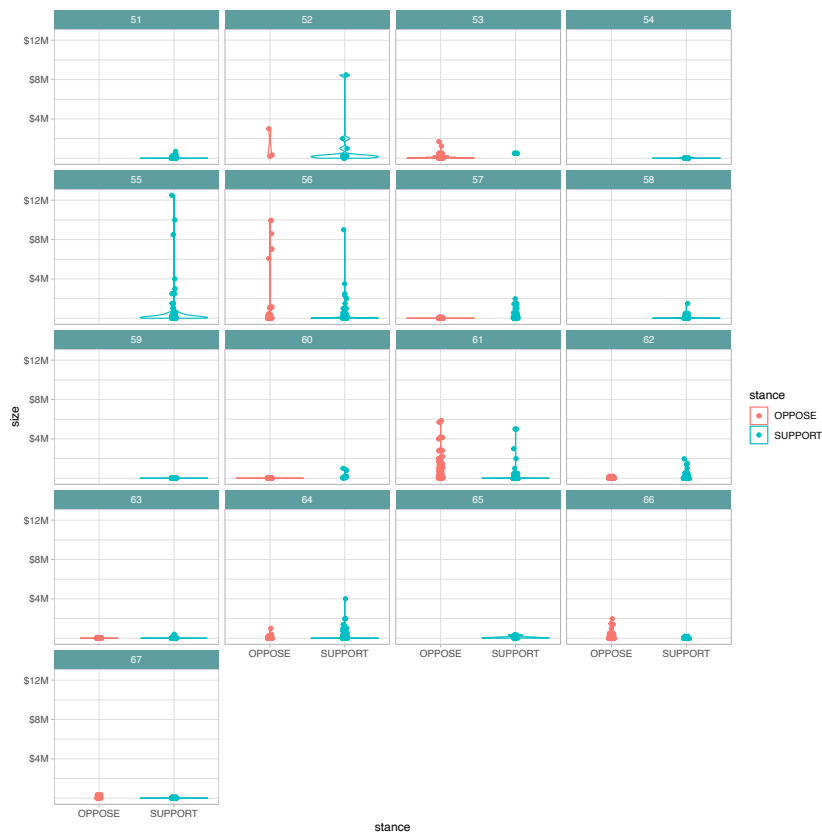 51 52 53 54
$12M
$8M
$4M
55 56 57 58
$12M
$8M
$4M
59 60 61 62
$12M
$8M
$4M
size
stance
OPPOSE
SUPPORT
63 64 65 66
$12M
$8M
$4M
OPPOSE SUPPORT OPPOSE SUPPORT OPPOSE SUPPORT
67
$12M
$8M
$4M
OPPOSE SUPPORT
stance